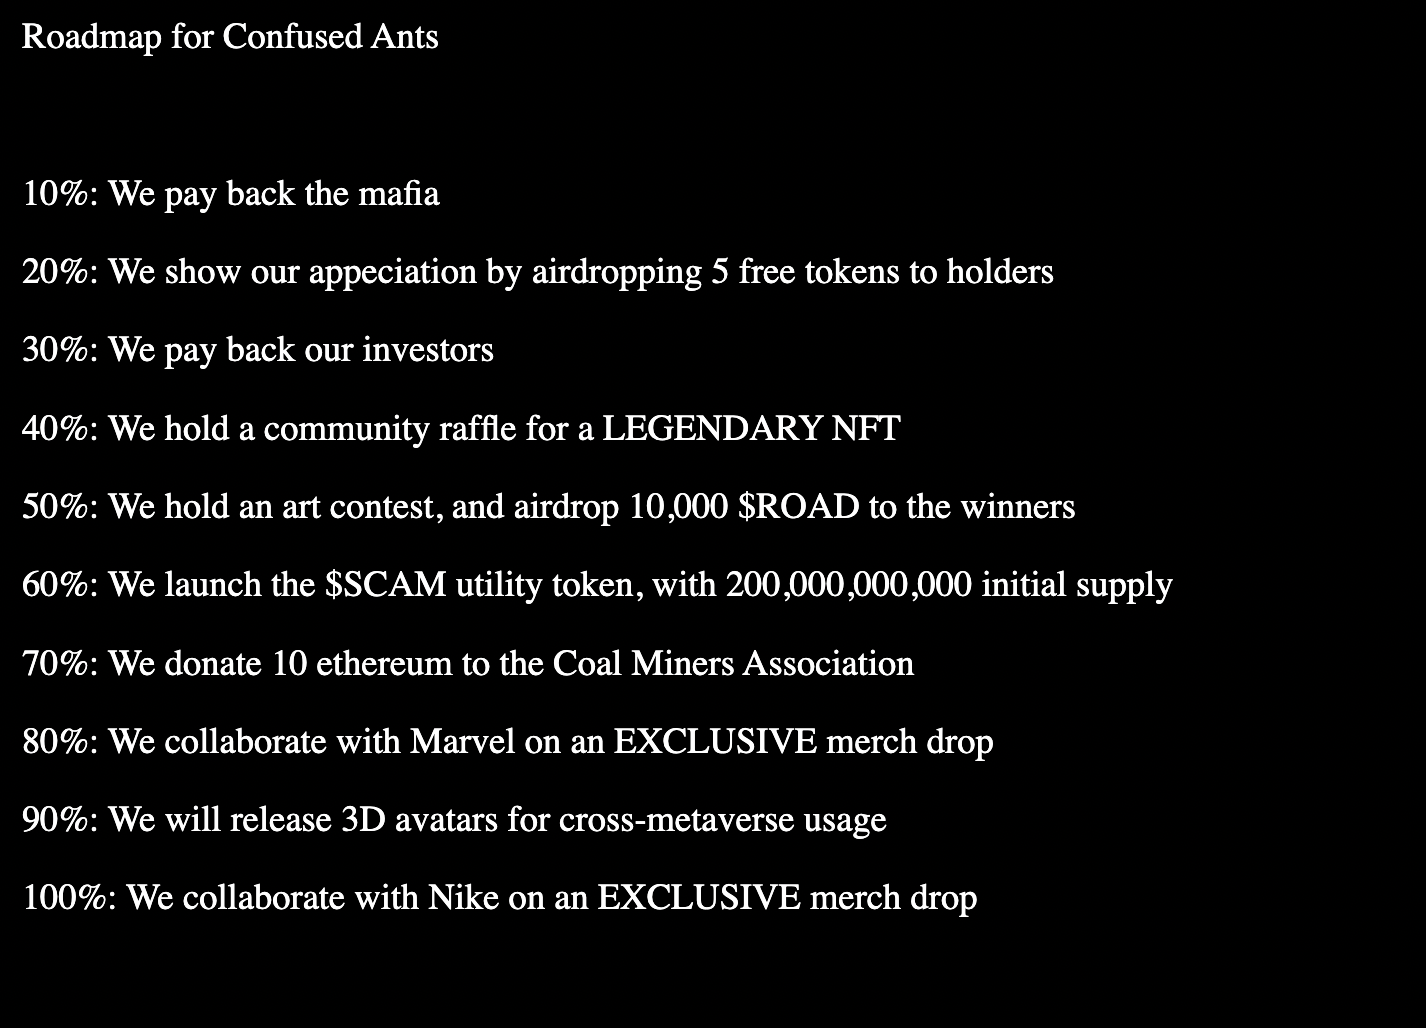 Roadmap for Confused Ants
10%: We pay back the mafia
20%: We show our appeciation by airdropping 5 free tokens to holders
30%: We pay back our investors
40%: We hold a community raffle for a LEGENDARY NFT
50%: We hold an art contest, and airdrop 10,000 $ROAD to the winners
60%: We launch the $SCAM utility token, with 200,000,000,000 initial supply
70%: We donate 10 ethereum to the Coal Miners Association
80%: We collaborate with Marvel on an EXCLUSIVE merch drop
90%: We will release 3D avatars for cross-metaverse usage
100%: We collaborate with Nike on an EXCLUSIVE merch drop